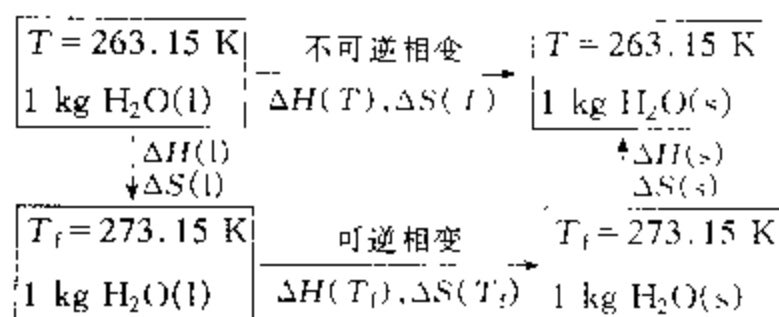 T = 263.15 K
1 kg H₂O(l)
不可逆相变
ΔH(T),ΔS(T)
T = 263.15 K
1 kg H₂O(s)
ΔH(l)
ΔS(l)
ΔH(s)
ΔS(s)
T_f = 273.15 K
1 kg H₂O(l)
可逆相变
ΔH(T_f),ΔS(T_f)
T_f = 273.15 K
1 kg H₂O(s)